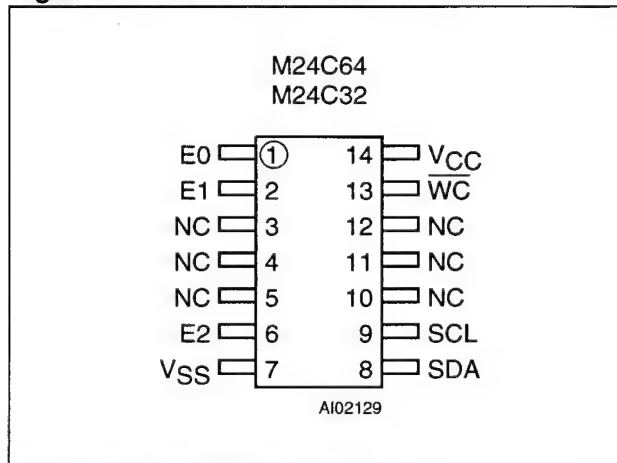 M24C64
M24C32
E0 1 14 VCC
E1 2 13 W̅C̅
NC 3 12 NC
NC 4 11 NC
NC 5 10 NC
E2 6 9 SCL
VSS 7 8 SDA
AI02129